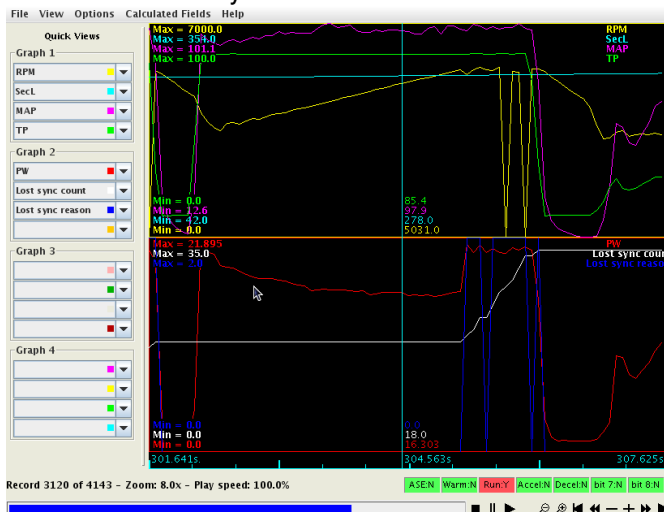 File View Options Calculated Fields Help
Quick Views
Graph 1
RPM
SecL
MAP
TP
Graph 2
PW
Lost sync count
Lost sync reason
Graph 3
Graph 4
Max = 7000.0
Max = 354.0
Max = 101.1
Max = 100.0
RPM
SecL
MAP
TP
Min = 0.0
Min = 12.6
Min = 42.0
Min = 0.0
85.4
97.9
278.0
5031.0
Max = 21.895
Max = 35.0
PW
Lost sync coun
Lost sync reaso
Min = 0.0
Min = 0.0
Min = 0.0
0.0
18.0
16.303
301.641s.
304.563s
307.625s
Record 3120 of 4143 - Zoom: 8.0x - Play speed: 100.0%
ASE:N Warm:N Run:Y Accel:N Decel:N bit 7:N bit 8:N